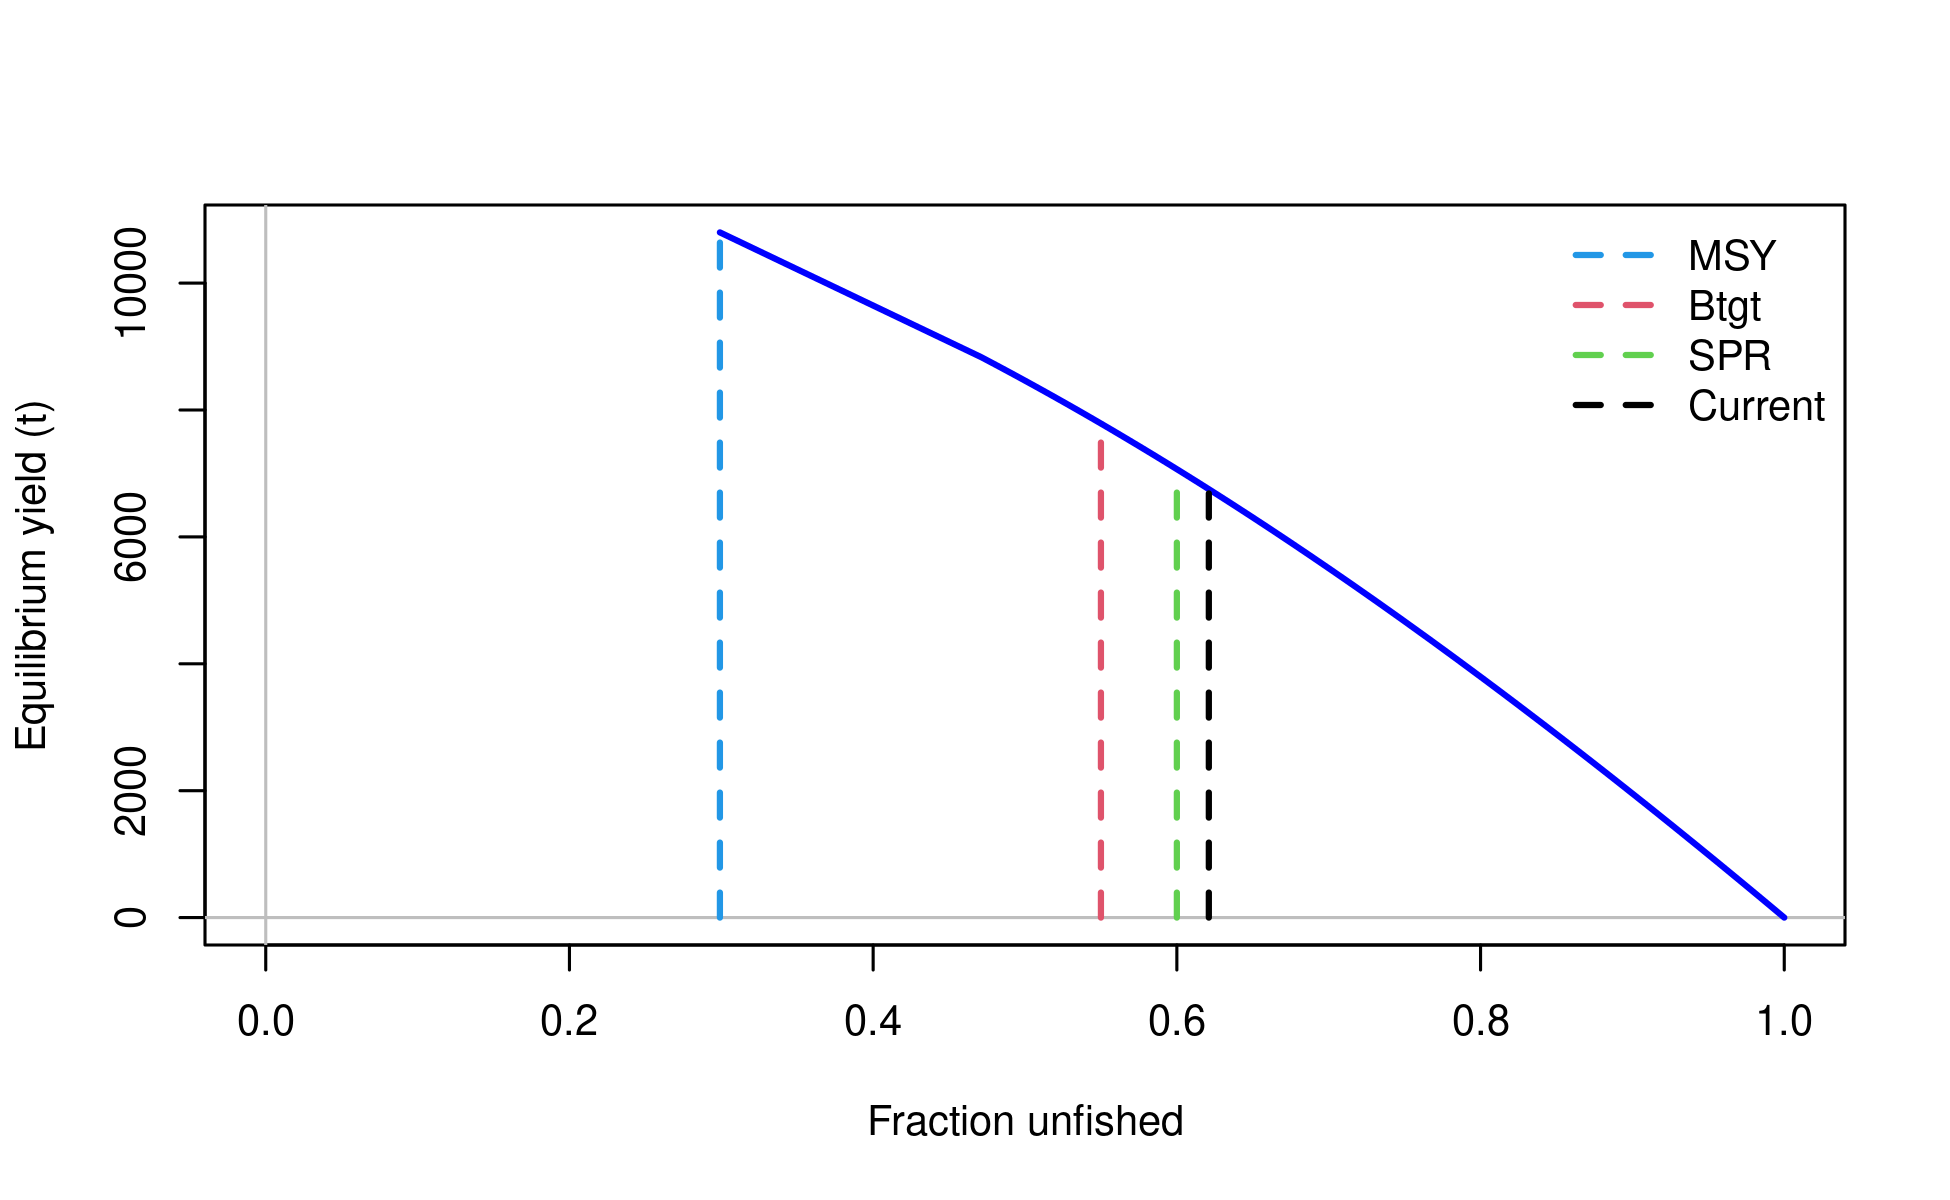 MSY
Btgt
SPR
Current
Equilibrium yield (t)
10000
6000
2000
0
0.0 0.2 0.4 0.6 0.8 1.0
Fraction unfished